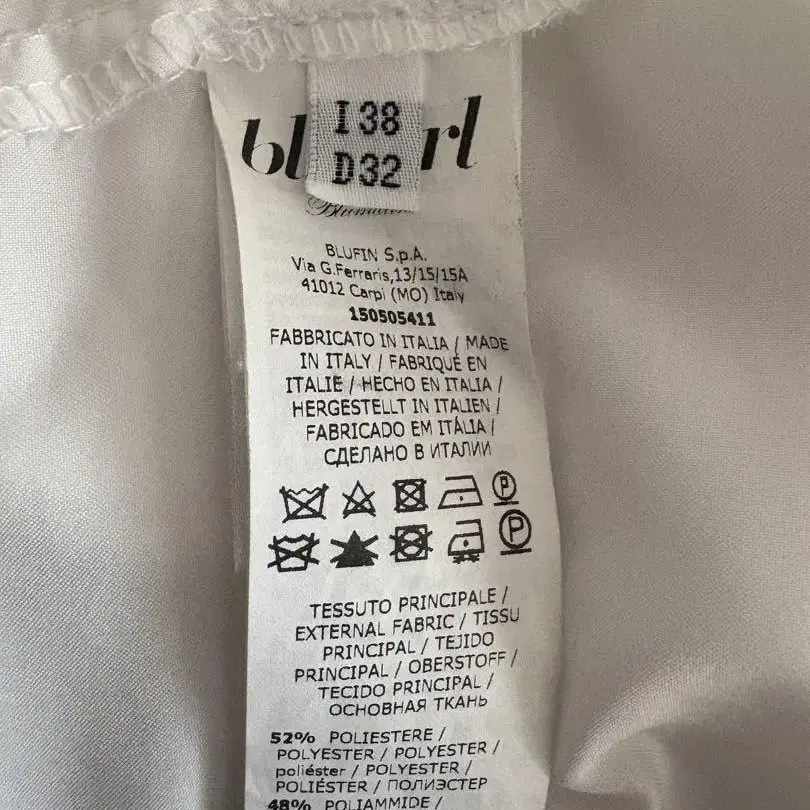 I 38
D32
bl rl
BLUFIN S.p.A.
Via G.Ferraris,13/15/15A
41012 Carpi (MO) Italy
150505411
FABBRICATO IN ITALIA / MADE
IN ITALY / FABRIQUÉ EN
ITALIE / HECHO EN ITALIA /
HERGESTELLT IN ITALIEN /
FABRICADO EM ITÁLIA /
СДЕЛАНО В ИТАЛИИ
P
P
TESSUTO PRINCIPALE /
EXTERNAL FABRIC / TISSU
PRINCIPAL / TEJIDO
PRINCIPAL / OBERSTOFF /
TECIDO PRINCIPAL /
ОСНОВНАЯ ТКАНЬ
52% POLIESTERE /
POLYESTER / POLYESTER /
poliéster / POLYESTER /
POLIÉSTER / ПОЛИЭСТЕР
48% POLIAMMIDE /